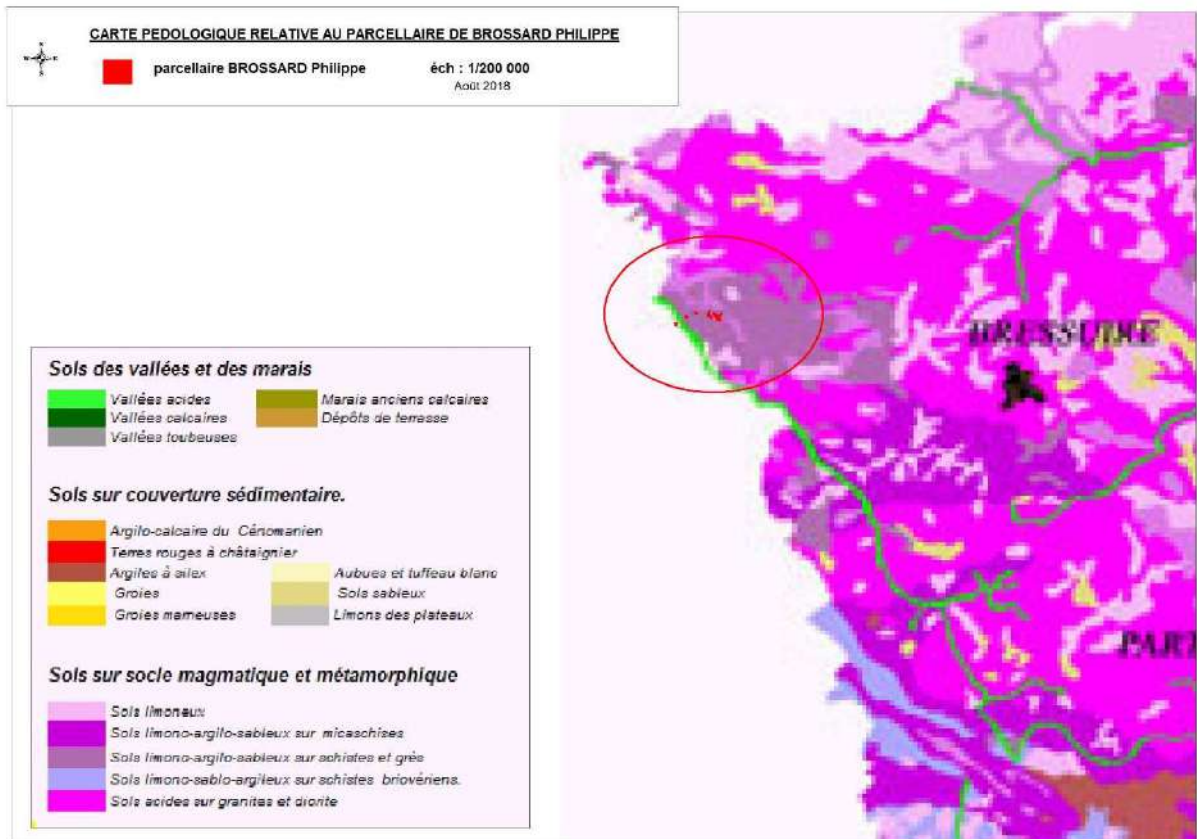 CARTE PEDOLOGIQUE RELATIVE AU PARCELLAIRE DE BROSSARD PHILIPPE
parcellaire BROSSARD Philippe éch : 1/200 000
Août 2018
N
W E
S
BRESSUIRE
PART
Sols des vallées et des marais
Vallées acides Marais anciens calcaires
Vallées calcaires Dépôts de terrasse
Vallées toubeuses
Sols sur couverture sédimentaire.
Argilo-calcaire du Cénomanien
Terres rouges à châtaignier
Argiles à silex Aubues et tuffeau blanc
Groies Sols sableux
Groies marneuses Limons des plateaux
Sols sur socle magmatique et métamorphique
Sols limoneux
Sols limono-argilo-sableux sur micaschises
Sols limono-argilo-sableux sur schistes et grès
Sols limono-sablo-argileux sur schistes briovériens.
Sols acides sur granites et diorite